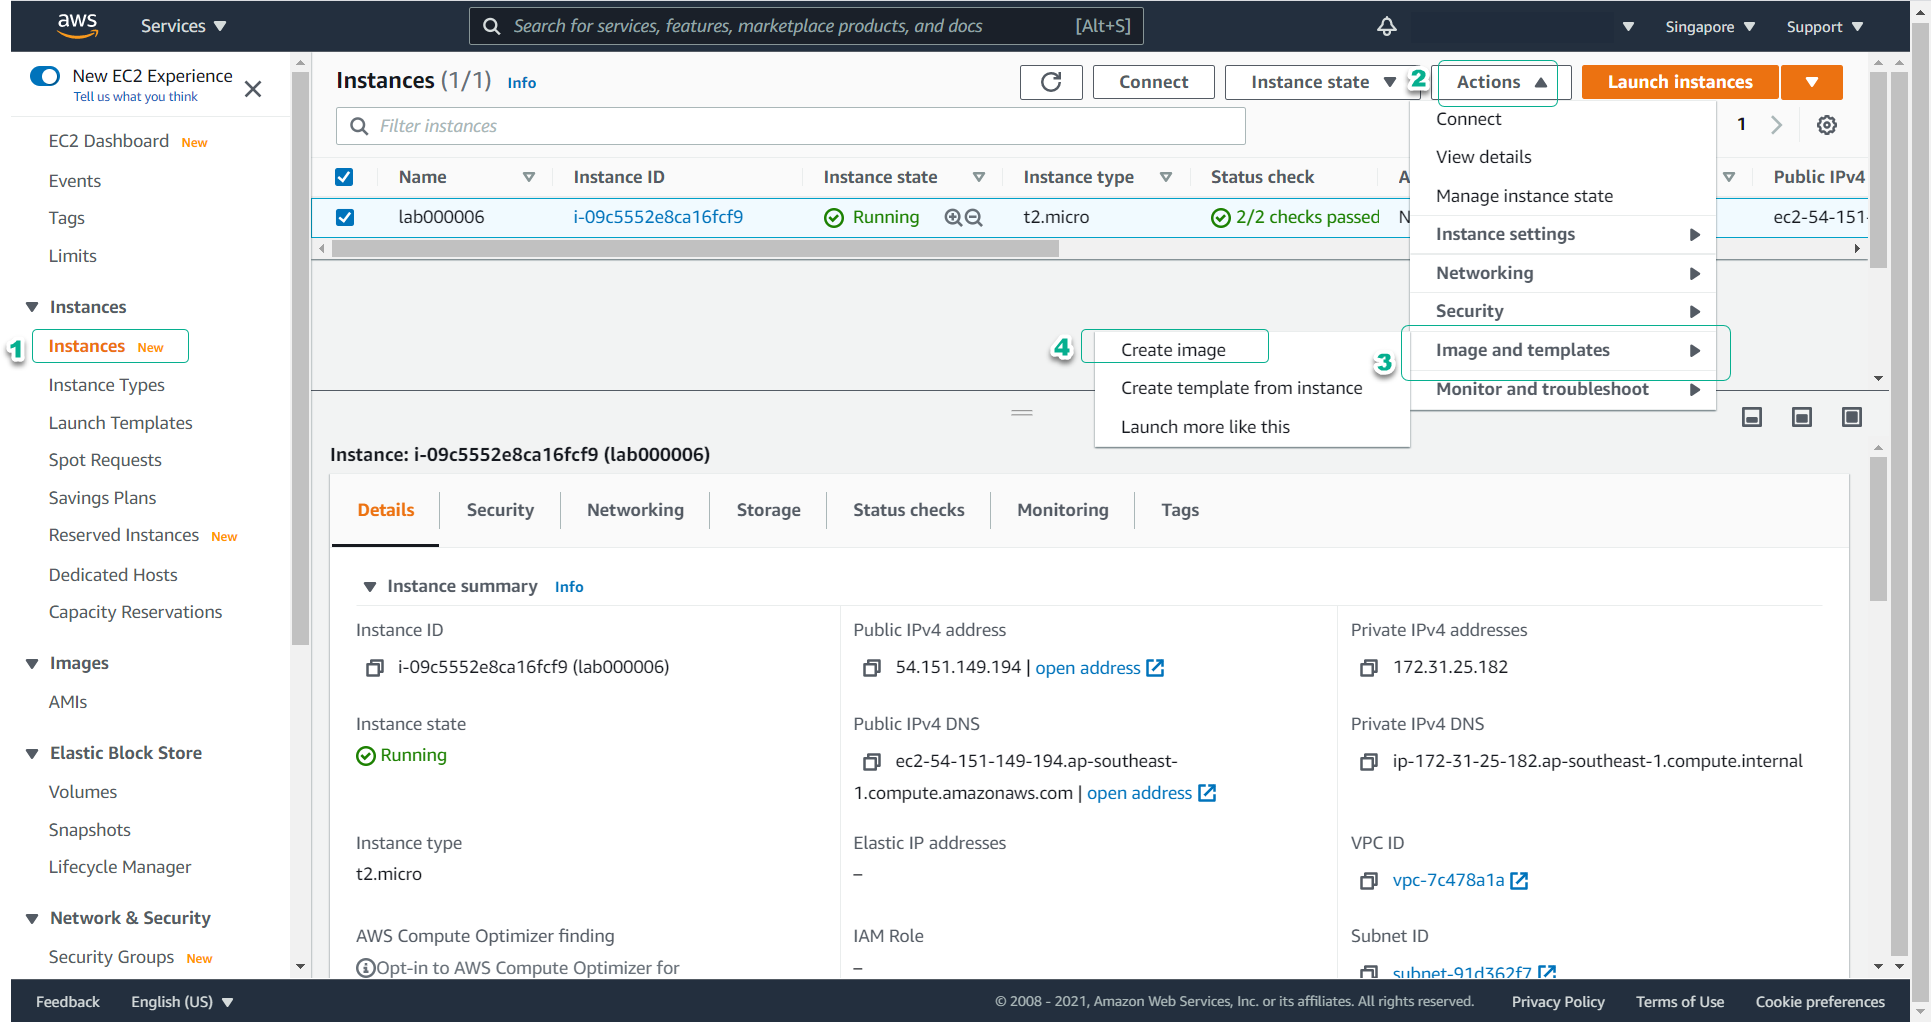 aws
Services
Search for services, features, marketplace products, and docs [Alt+S]
Singapore
Support
New EC2 Experience
Tell us what you think
EC2 Dashboard New
Events
Tags
Limits
Instances
1
Instances New
Instance Types
Launch Templates
Spot Requests
Savings Plans
Reserved Instances New
Dedicated Hosts
Capacity Reservations
Images
AMIs
Elastic Block Store
Volumes
Snapshots
Lifecycle Manager
Network & Security
Security Groups New
Instances (1/1) Info
Connect
Instance state
2
Actions
Launch instances
Filter instances
1
Name Instance ID Instance state Instance type Status check A Public IPv4
lab000006 i-09c5552e8ca16fcf9 Running t2.micro 2/2 checks passed N ec2-54-151-
Connect
View details
Manage instance state
Instance settings
Networking
Security
3
Image and templates
Monitor and troubleshoot
4
Create image
Create template from instance
Launch more like this
Instance: i-09c5552e8ca16fcf9 (lab000006)
Details Security Networking Storage Status checks Monitoring Tags
Instance summary Info
Instance ID
i-09c5552e8ca16fcf9 (lab000006)
Public IPv4 address
54.151.149.194 | open address
Private IPv4 addresses
172.31.25.182
Instance state
Running
Public IPv4 DNS
ec2-54-151-149-194.ap-southeast-
1.compute.amazonaws.com | open address
Private IPv4 DNS
ip-172-31-25-182.ap-southeast-1.compute.internal
Instance type
t2.micro
Elastic IP addresses
–
VPC ID
vpc-7c478a1a
AWS Compute Optimizer finding
Opt-in to AWS Compute Optimizer for
IAM Role
–
Subnet ID
subnet-91d362f7
Feedback English (US) © 2008 - 2021, Amazon Web Services, Inc. or its affiliates. All rights reserved. Privacy Policy Terms of Use Cookie preferences